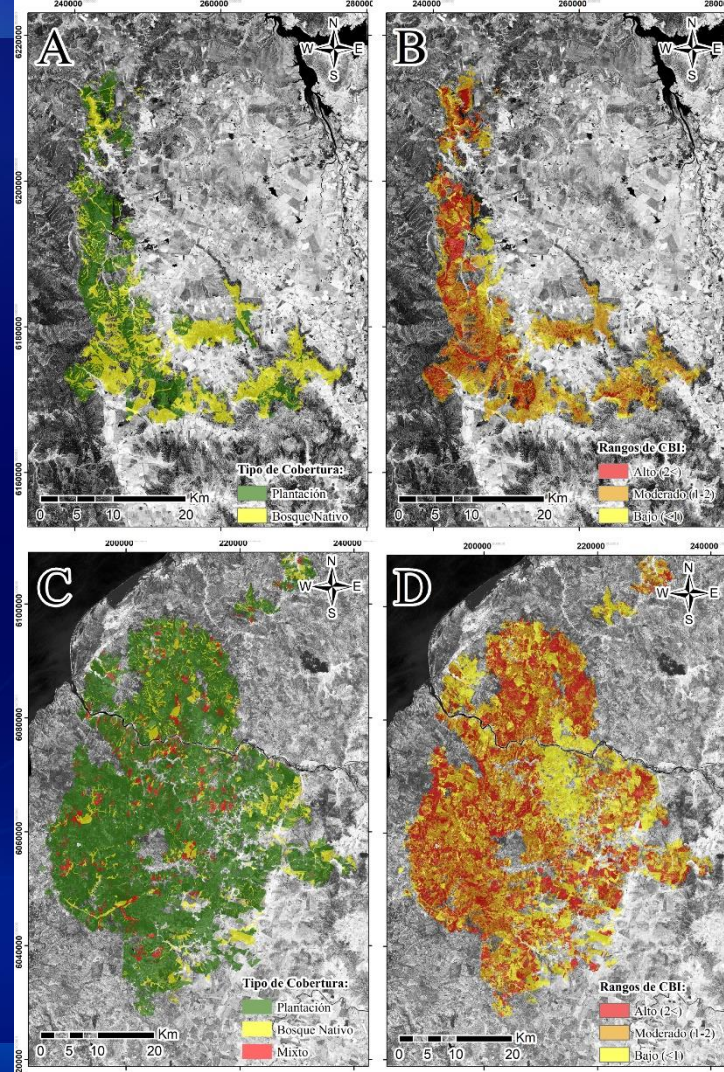 240000 260000 280000
240000 260000 280000
A
N
W E
S
B
N
W E
S
6220000
6200000
6180000
6160000
Tipo de Cobertura:
Plantación
Bosque Nativo
0 5 10 20 Km
Rangos de CBI:
Alto (2<)
Moderado (1-2)
Bajo (<1)
0 5 10 20 Km
200000 220000 240000
200000 220000 240000
C
N
W E
S
D
N
W E
S
6100000
6080000
6060000
6040000
20000
Tipo de Cobertura:
Plantación
Bosque Nativo
Mixto
0 5 10 20 Km
Rangos de CBI:
Alto (2<)
Moderado (1-2)
Bajo (<1)
0 5 10 20 Km